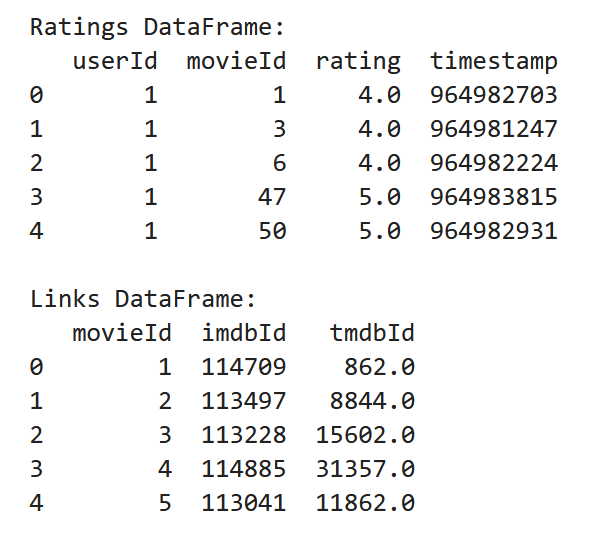 Ratings DataFrame:
   userId  movieId  rating  timestamp
0       1        1     4.0  964982703
1       1        3     4.0  964981247
2       1        6     4.0  964982224
3       1       47     5.0  964983815
4       1       50     5.0  964982931

Links DataFrame:
   movieId  imdbId   tmdbId
0        1  114709    862.0
1        2  113497   8844.0
2        3  113228  15602.0
3        4  114885  31357.0
4        5  113041  11862.0